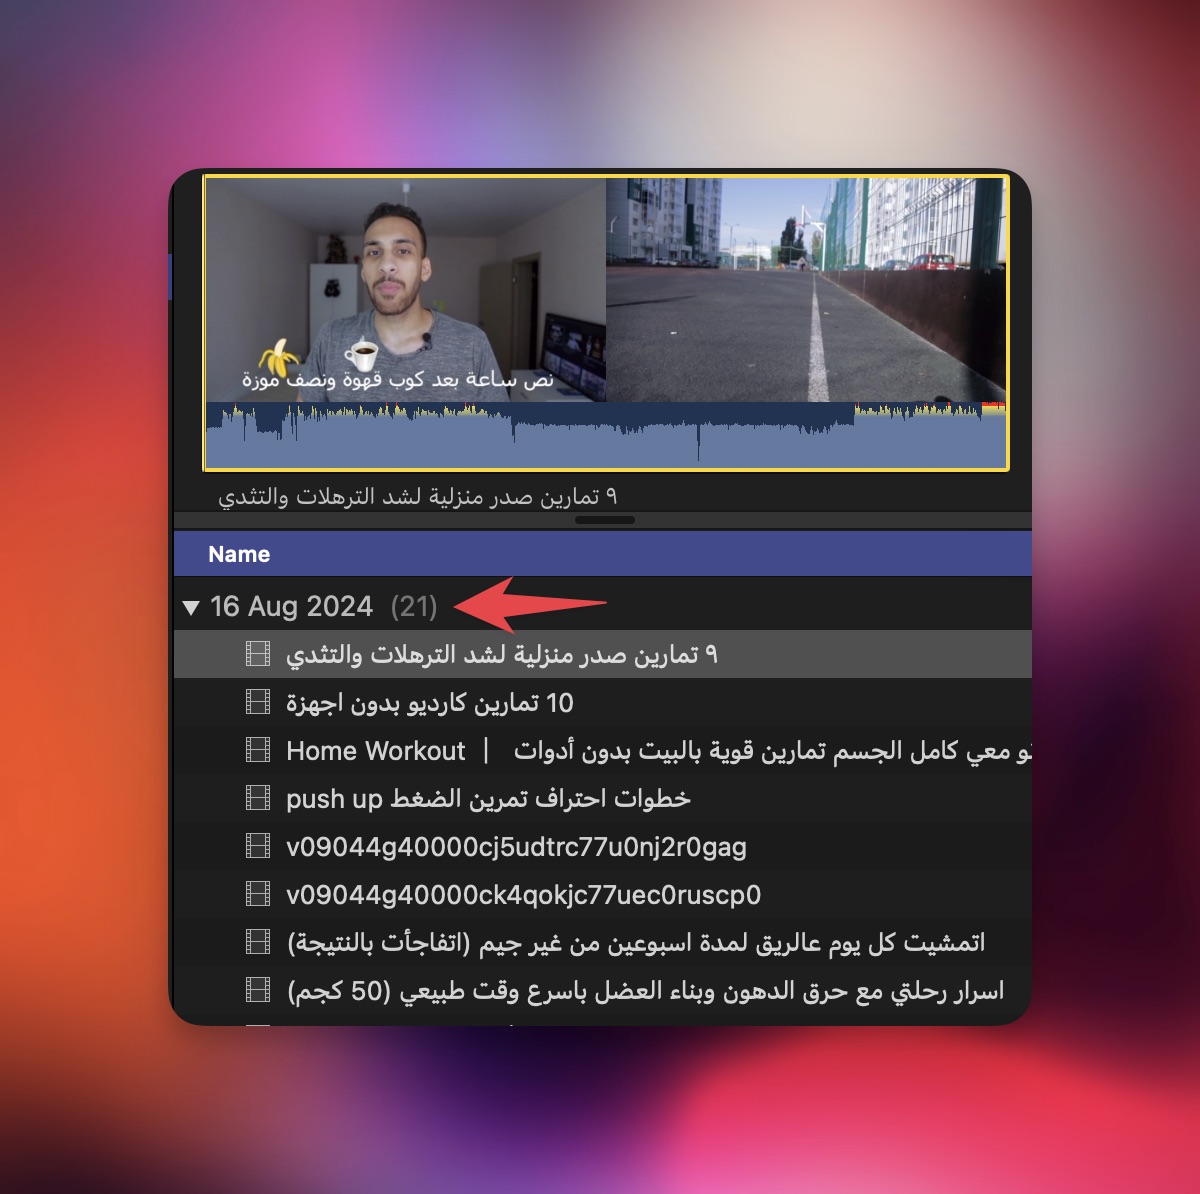 نص ساعة بعد كوب قهوة ونصف موزة
٩ تمارين صدر منزلية لشد الترهلات والتثدي
Name
16 Aug 2024 (21)
٩ تمارين صدر منزلية لشد الترهلات والتثدي
10 تمارين كارديو بدون اجهزة
Home Workout | معي كامل الجسم تمارين قوية بالبيت بدون أدوات
خطوات احتراف تمرين الضغط push up
v09044g40000cj5udtrc77u0nj2r0gag
v09044g40000ck4qokjc77uec0ruscp0
اتمشيت كل يوم عالريق لمدة اسبوعين من غير جيم (اتفاجأت بالنتيجة)
اسرار رحلتي مع حرق الدهون وبناء العضل باسرع وقت طبيعي (50 كجم)